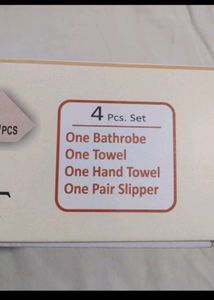 4 Pcs. Set
/PCS
One Bathrobe
One Towel
One Hand Towel
One Pair Slipper